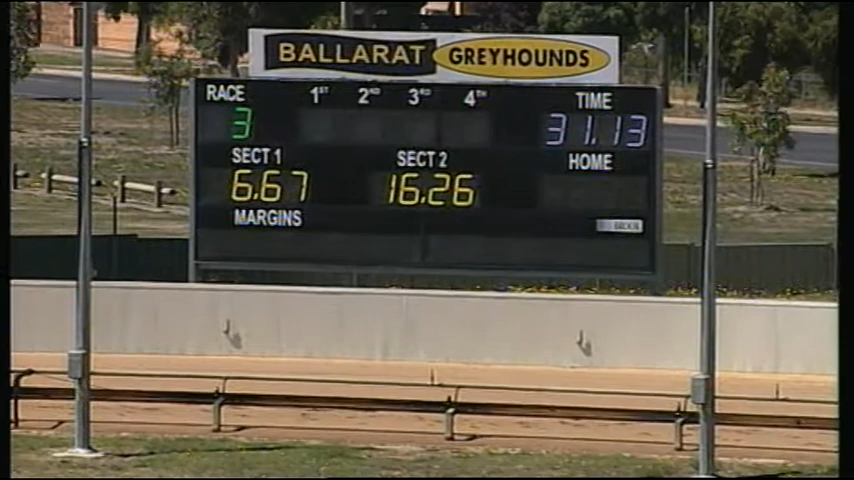 BALLARAT GREYHOUNDS
RACE 1ST 2ND 3RD 4TH TIME
3 31.13
SECT 1 SECT 2 HOME
6.67 16.26
MARGINS